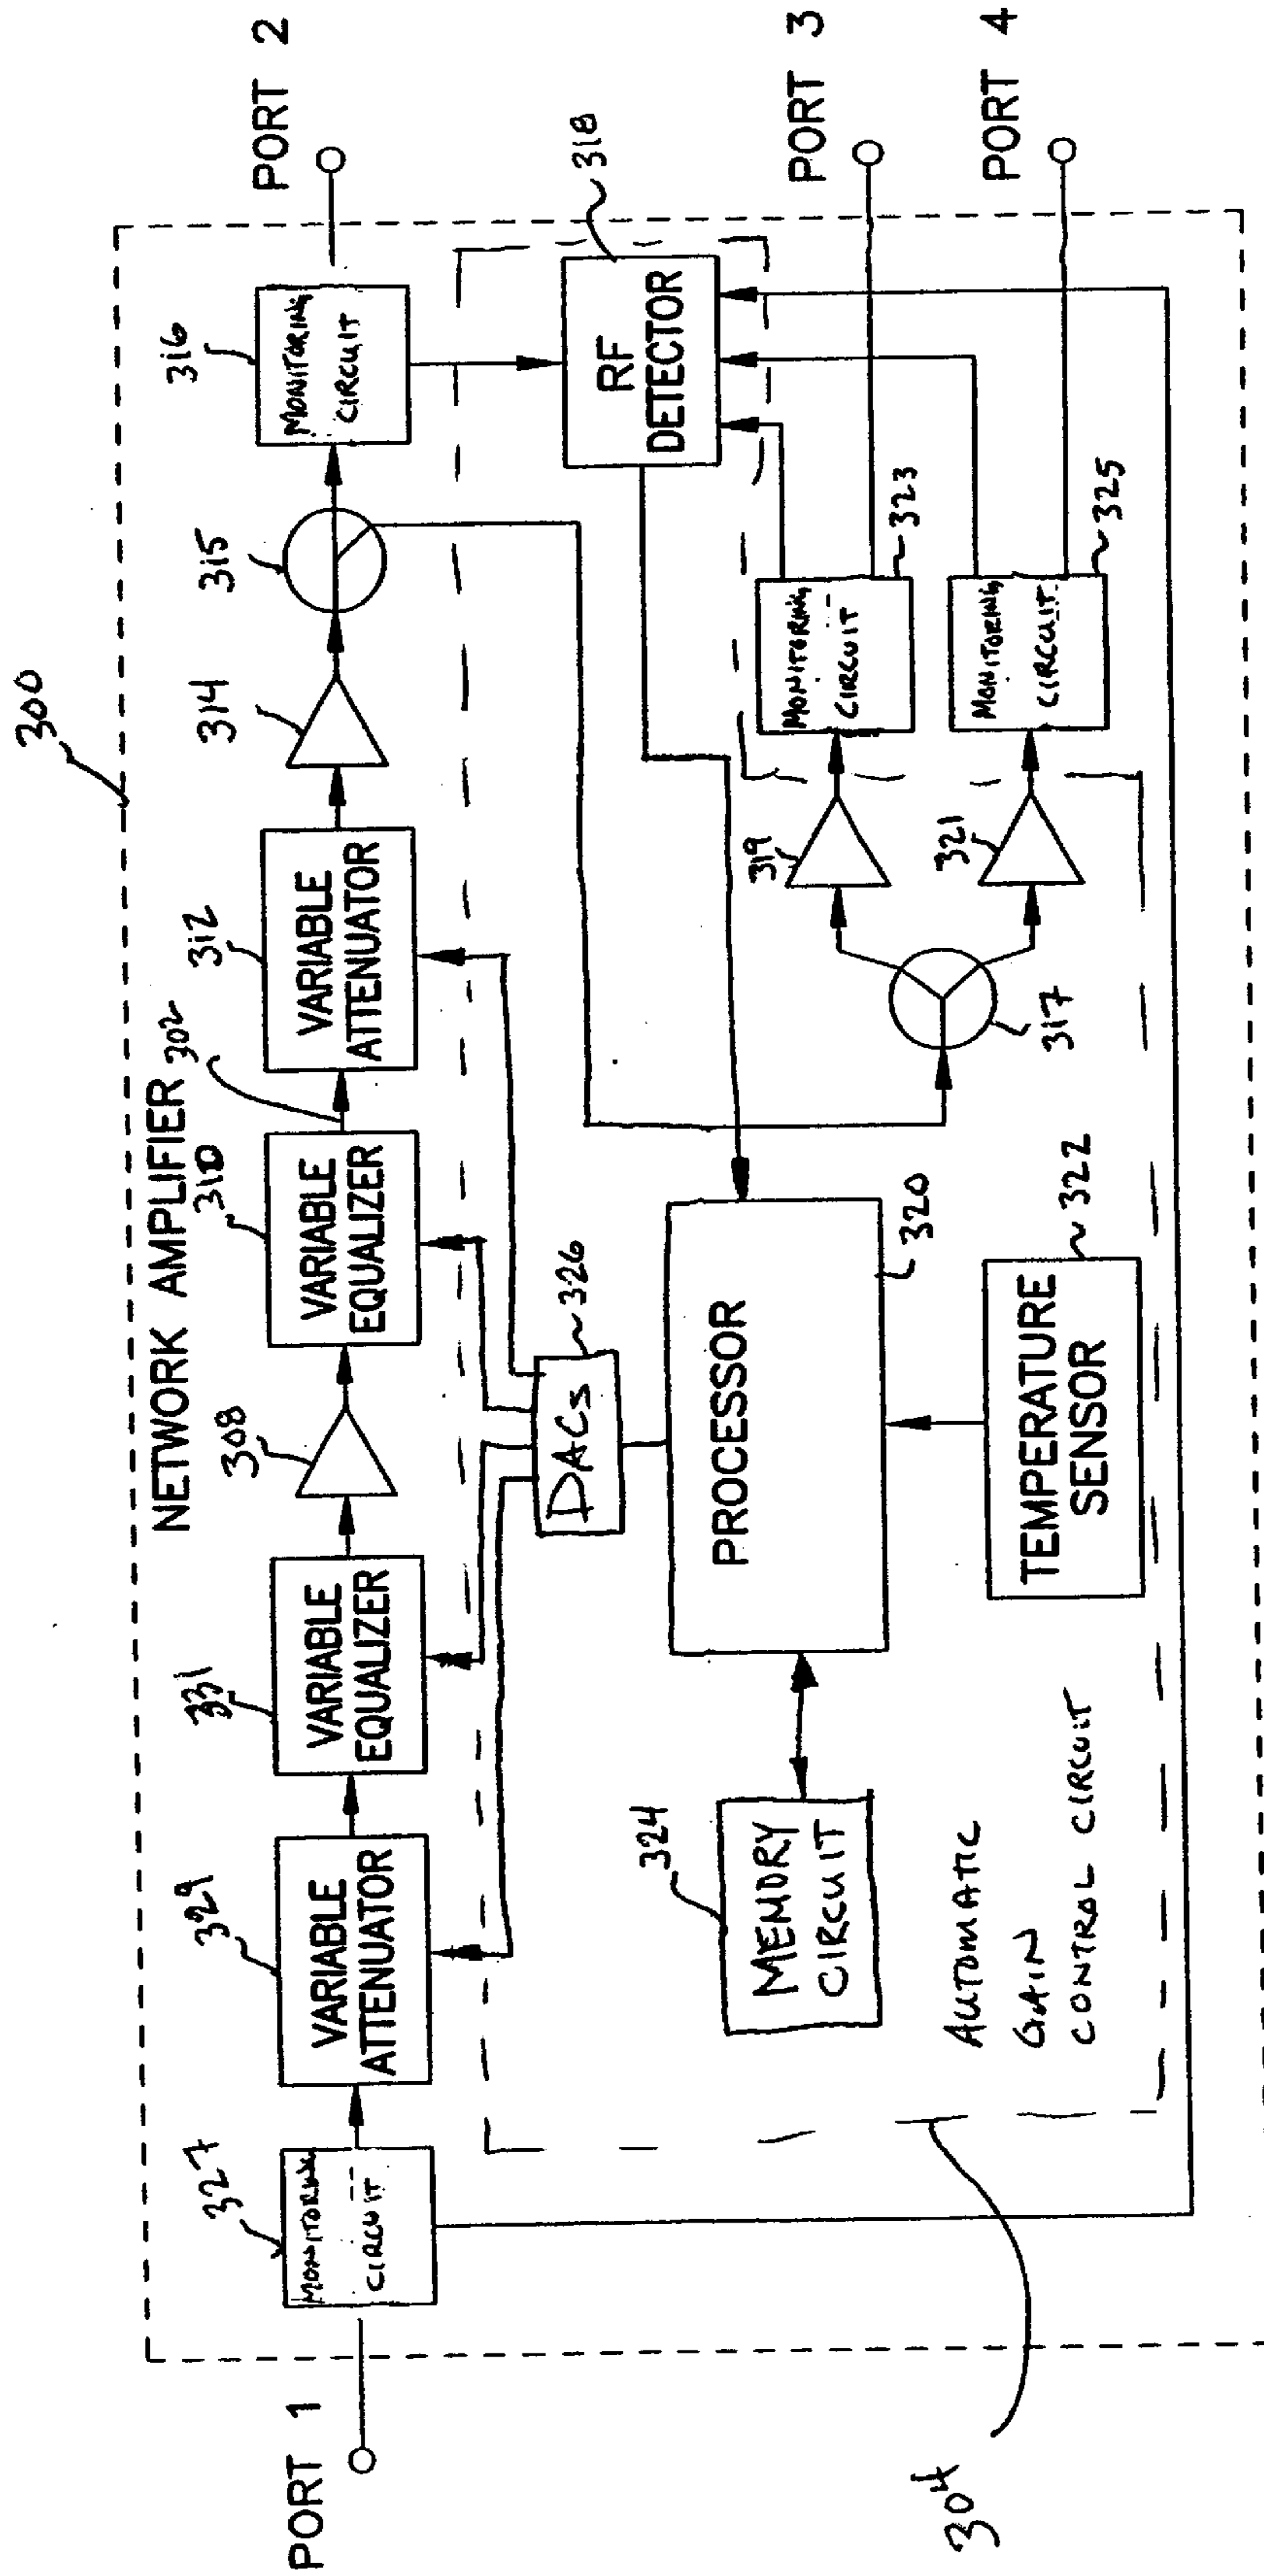 300
NETWORK AMPLIFIER
PORT 1
327
MONITORING
CIRCUIT
329
VARIABLE
ATTENUATOR
331
VARIABLE
EQUALIZER
308
310
VARIABLE
EQUALIZER
302
312
VARIABLE
ATTENUATOR
314
315
316
MONITORING
CIRCUIT
PORT 2
318
RF
DETECTOR
DACs
326
324
MEMORY
CIRCUIT
PROCESSOR
320
TEMPERATURE
SENSOR
322
317
319
321
MONITORING
CIRCUIT
323
MONITORING
CIRCUIT
325
PORT 3
PORT 4
AUTOMATIC
GAIN
CONTROL CIRCUIT
304